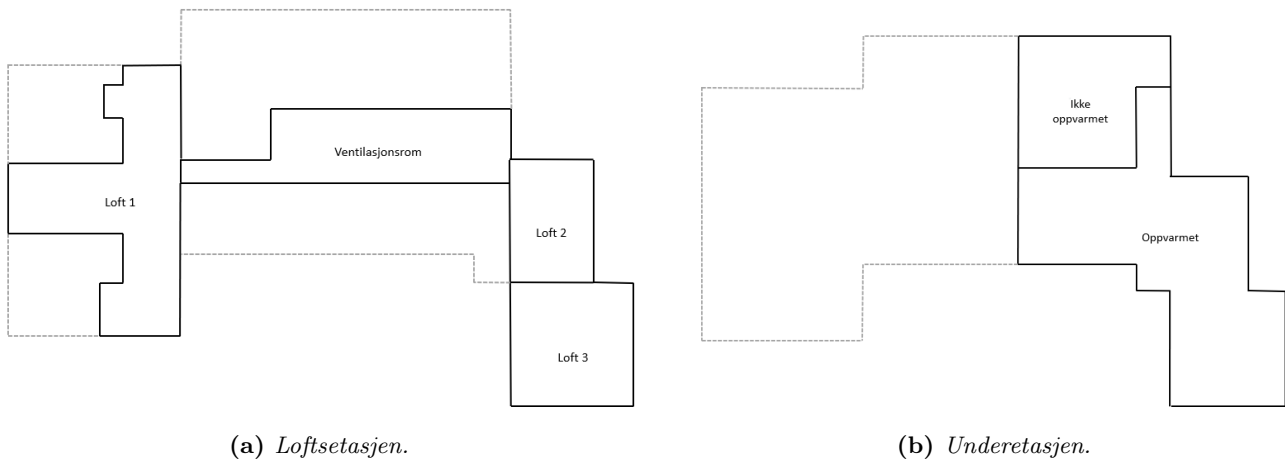 Ventilasjonsrom
Loft 1
Loft 2
Loft 3
(a) Loftsetasjen.
Ikke
oppvarmet
Oppvarmet
(b) Underetasjen.